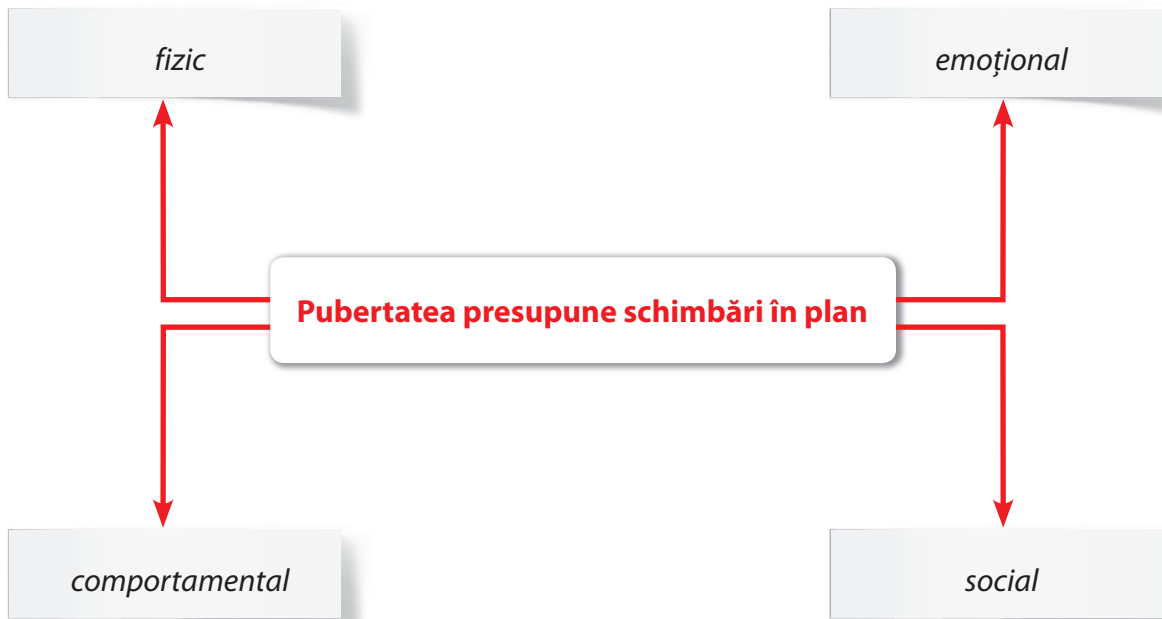 fizic
emoțional
Pubertatea presupune schimbări în plan
comportamental
social